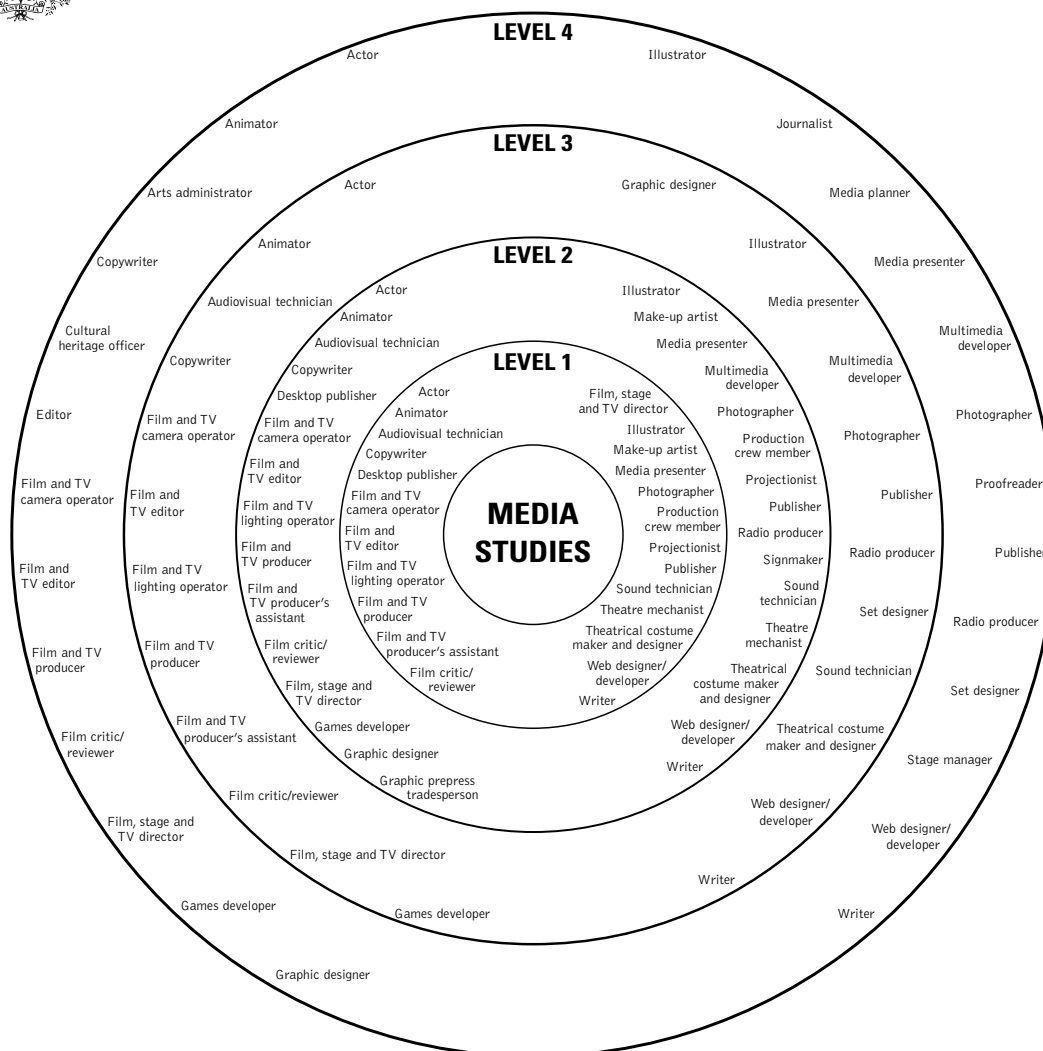 AUSTRALIA
LEVEL 4
Actor
Animator
Arts administrator
Copywriter
Cultural
heritage officer
Editor
Film and TV
camera operator
Film and
TV editor
Film and TV
producer
Film critic/
reviewer
Film, stage and
TV director
Games developer
Graphic designer
Illustrator
Journalist
Media planner
Media presenter
Multimedia
developer
Photographer
Proofreader
Publisher
Radio producer
Set designer
Stage manager
Web designer/
developer
Writer
LEVEL 3
Actor
Animator
Audiovisual technician
Copywriter
Film and TV
camera operator
Film and
TV editor
Film and TV
lighting operator
Film and TV
producer
Film and TV
producer's assistant
Film critic/reviewer
Film, stage and TV director
Games developer
Graphic designer
Illustrator
Media presenter
Multimedia
developer
Photographer
Publisher
Radio producer
Set designer
Sound technician
Theatrical costume
maker and designer
Web designer/
developer
Writer
LEVEL 2
Actor
Animator
Audiovisual technician
Copywriter
Desktop publisher
Film and TV
camera operator
Film and
TV editor
Film and TV
lighting operator
Film and
TV producer
Film and
TV producer's
assistant
Film critic/
reviewer
Film, stage and
TV director
Games developer
Graphic designer
Graphic prepress
tradesperson
Illustrator
Make-up artist
Media presenter
Multimedia
developer
Photographer
Production
crew member
Projectionist
Publisher
Radio producer
Signmaker
Sound
technician
Theatre
mechanist
Theatrical
costume maker
and designer
Web designer/
developer
Writer
LEVEL 1
Actor
Animator
Audiovisual technician
Copywriter
Desktop publisher
Film and TV
camera operator
Film and
TV editor
Film and TV
lighting operator
Film and TV
producer
Film and TV
producer's assistant
Film critic/
reviewer
Film, stage
and TV director
Illustrator
Make-up artist
Media presenter
Photographer
Production
crew member
Projectionist
Publisher
Sound technician
Theatre mechanist
Theatrical costume
maker and designer
Web designer/
developer
Writer
MEDIA
STUDIES